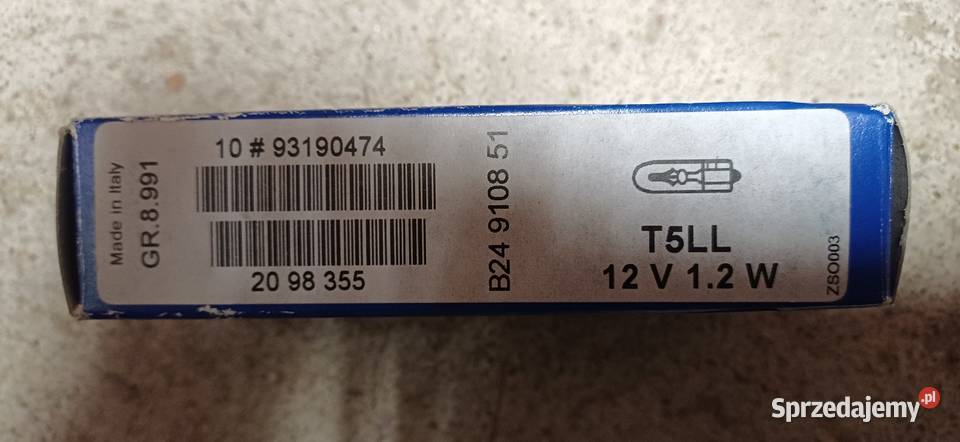 Made in Italy
GR.8.991
10 # 93190474
20 98 355
B24 9108 51
T5LL
12 V 1.2 W
ZSO003
Sprzedajemy.pl